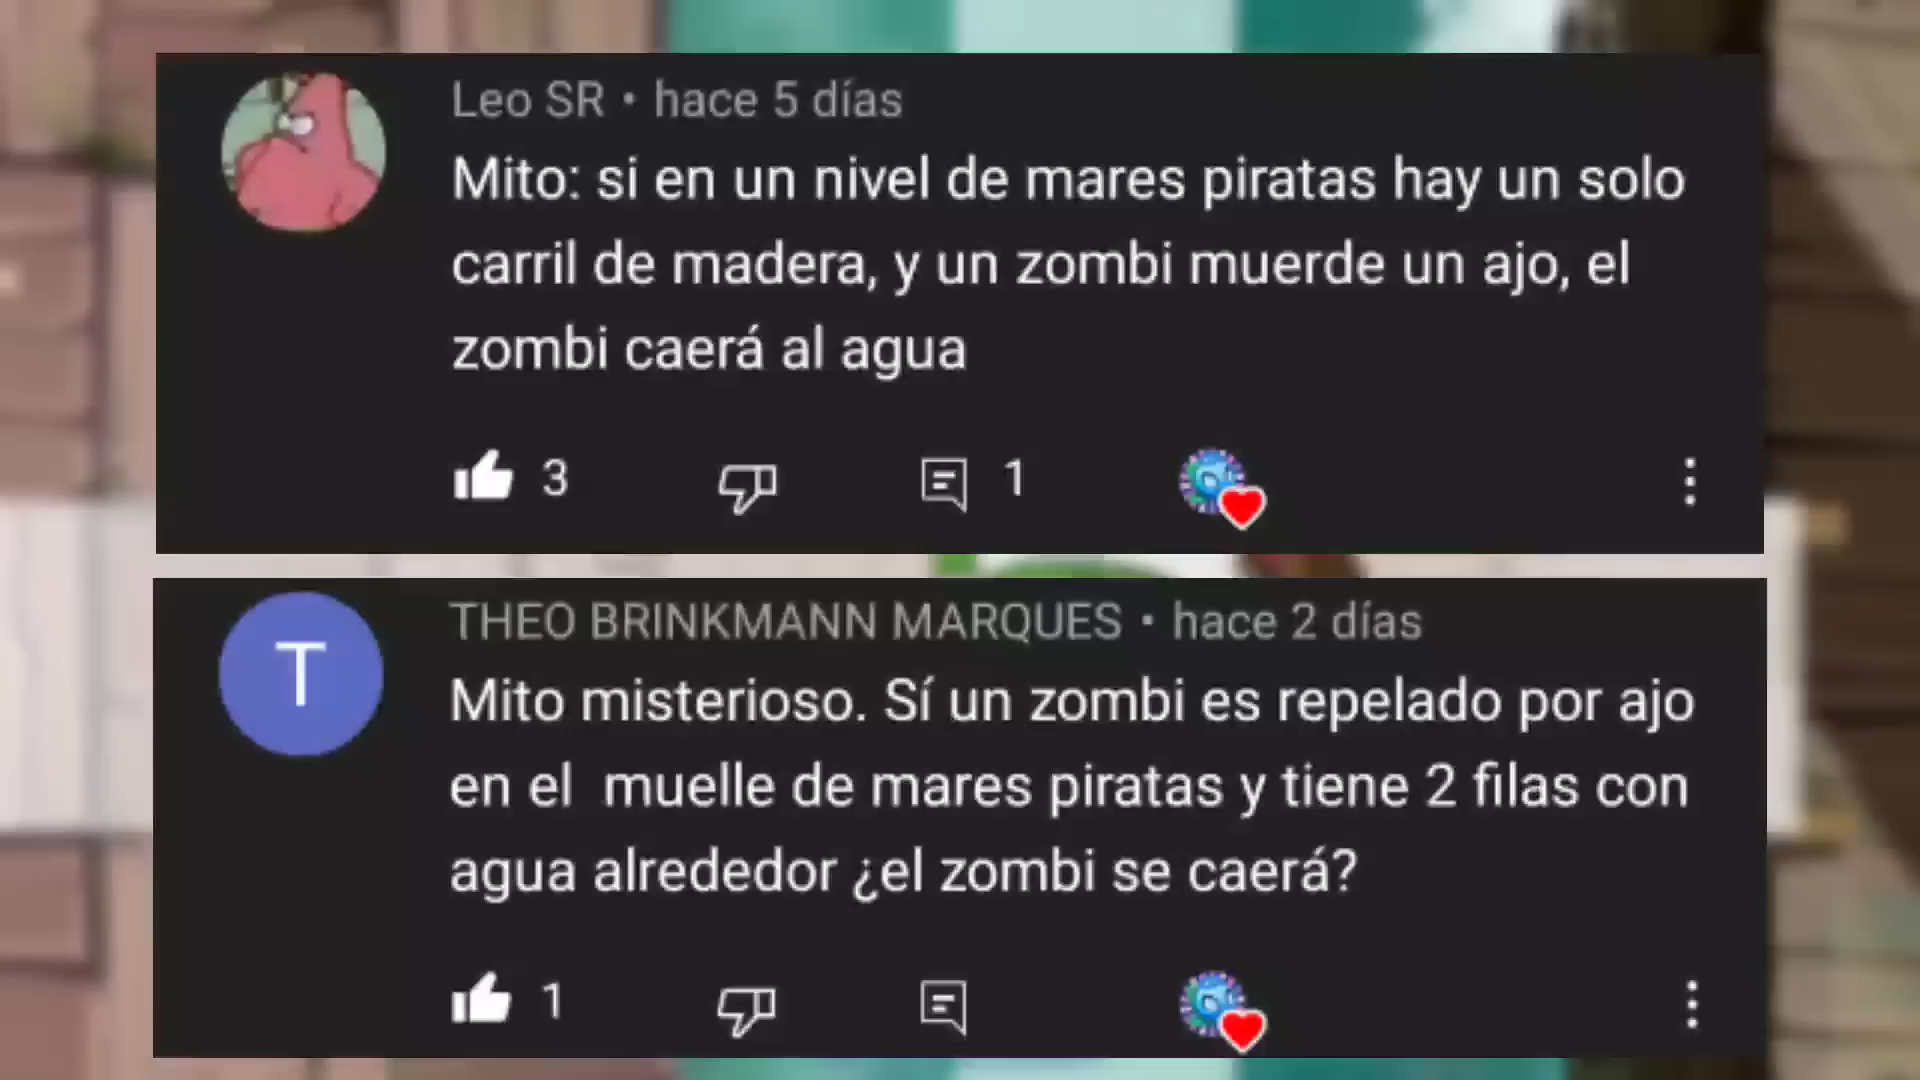 Leo SR • hace 5 días
Mito: si en un nivel de mares piratas hay un solo
carril de madera, y un zombi muerde un ajo, el
zombi caerá al agua
3 1
THEO BRINKMANN MARQUES • hace 2 días
Mito misterioso. Sí un zombi es repelado por ajo
en el  muelle de mares piratas y tiene 2 filas con
agua alrededor ¿el zombi se caerá?
T
1